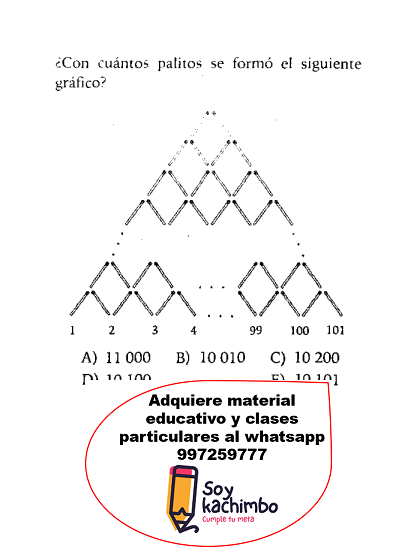 ¿Con cuántos palitos se formó el siguiente
gráfico?
1 2 3 4 99 100 101
A) 11 000 B) 10 010 C) 10 200
D) 10 100 E) 10 101
Adquiere material
educativo y clases
particulares al whatsapp
997259777
Soy
kachimbo
Cumple tu meta